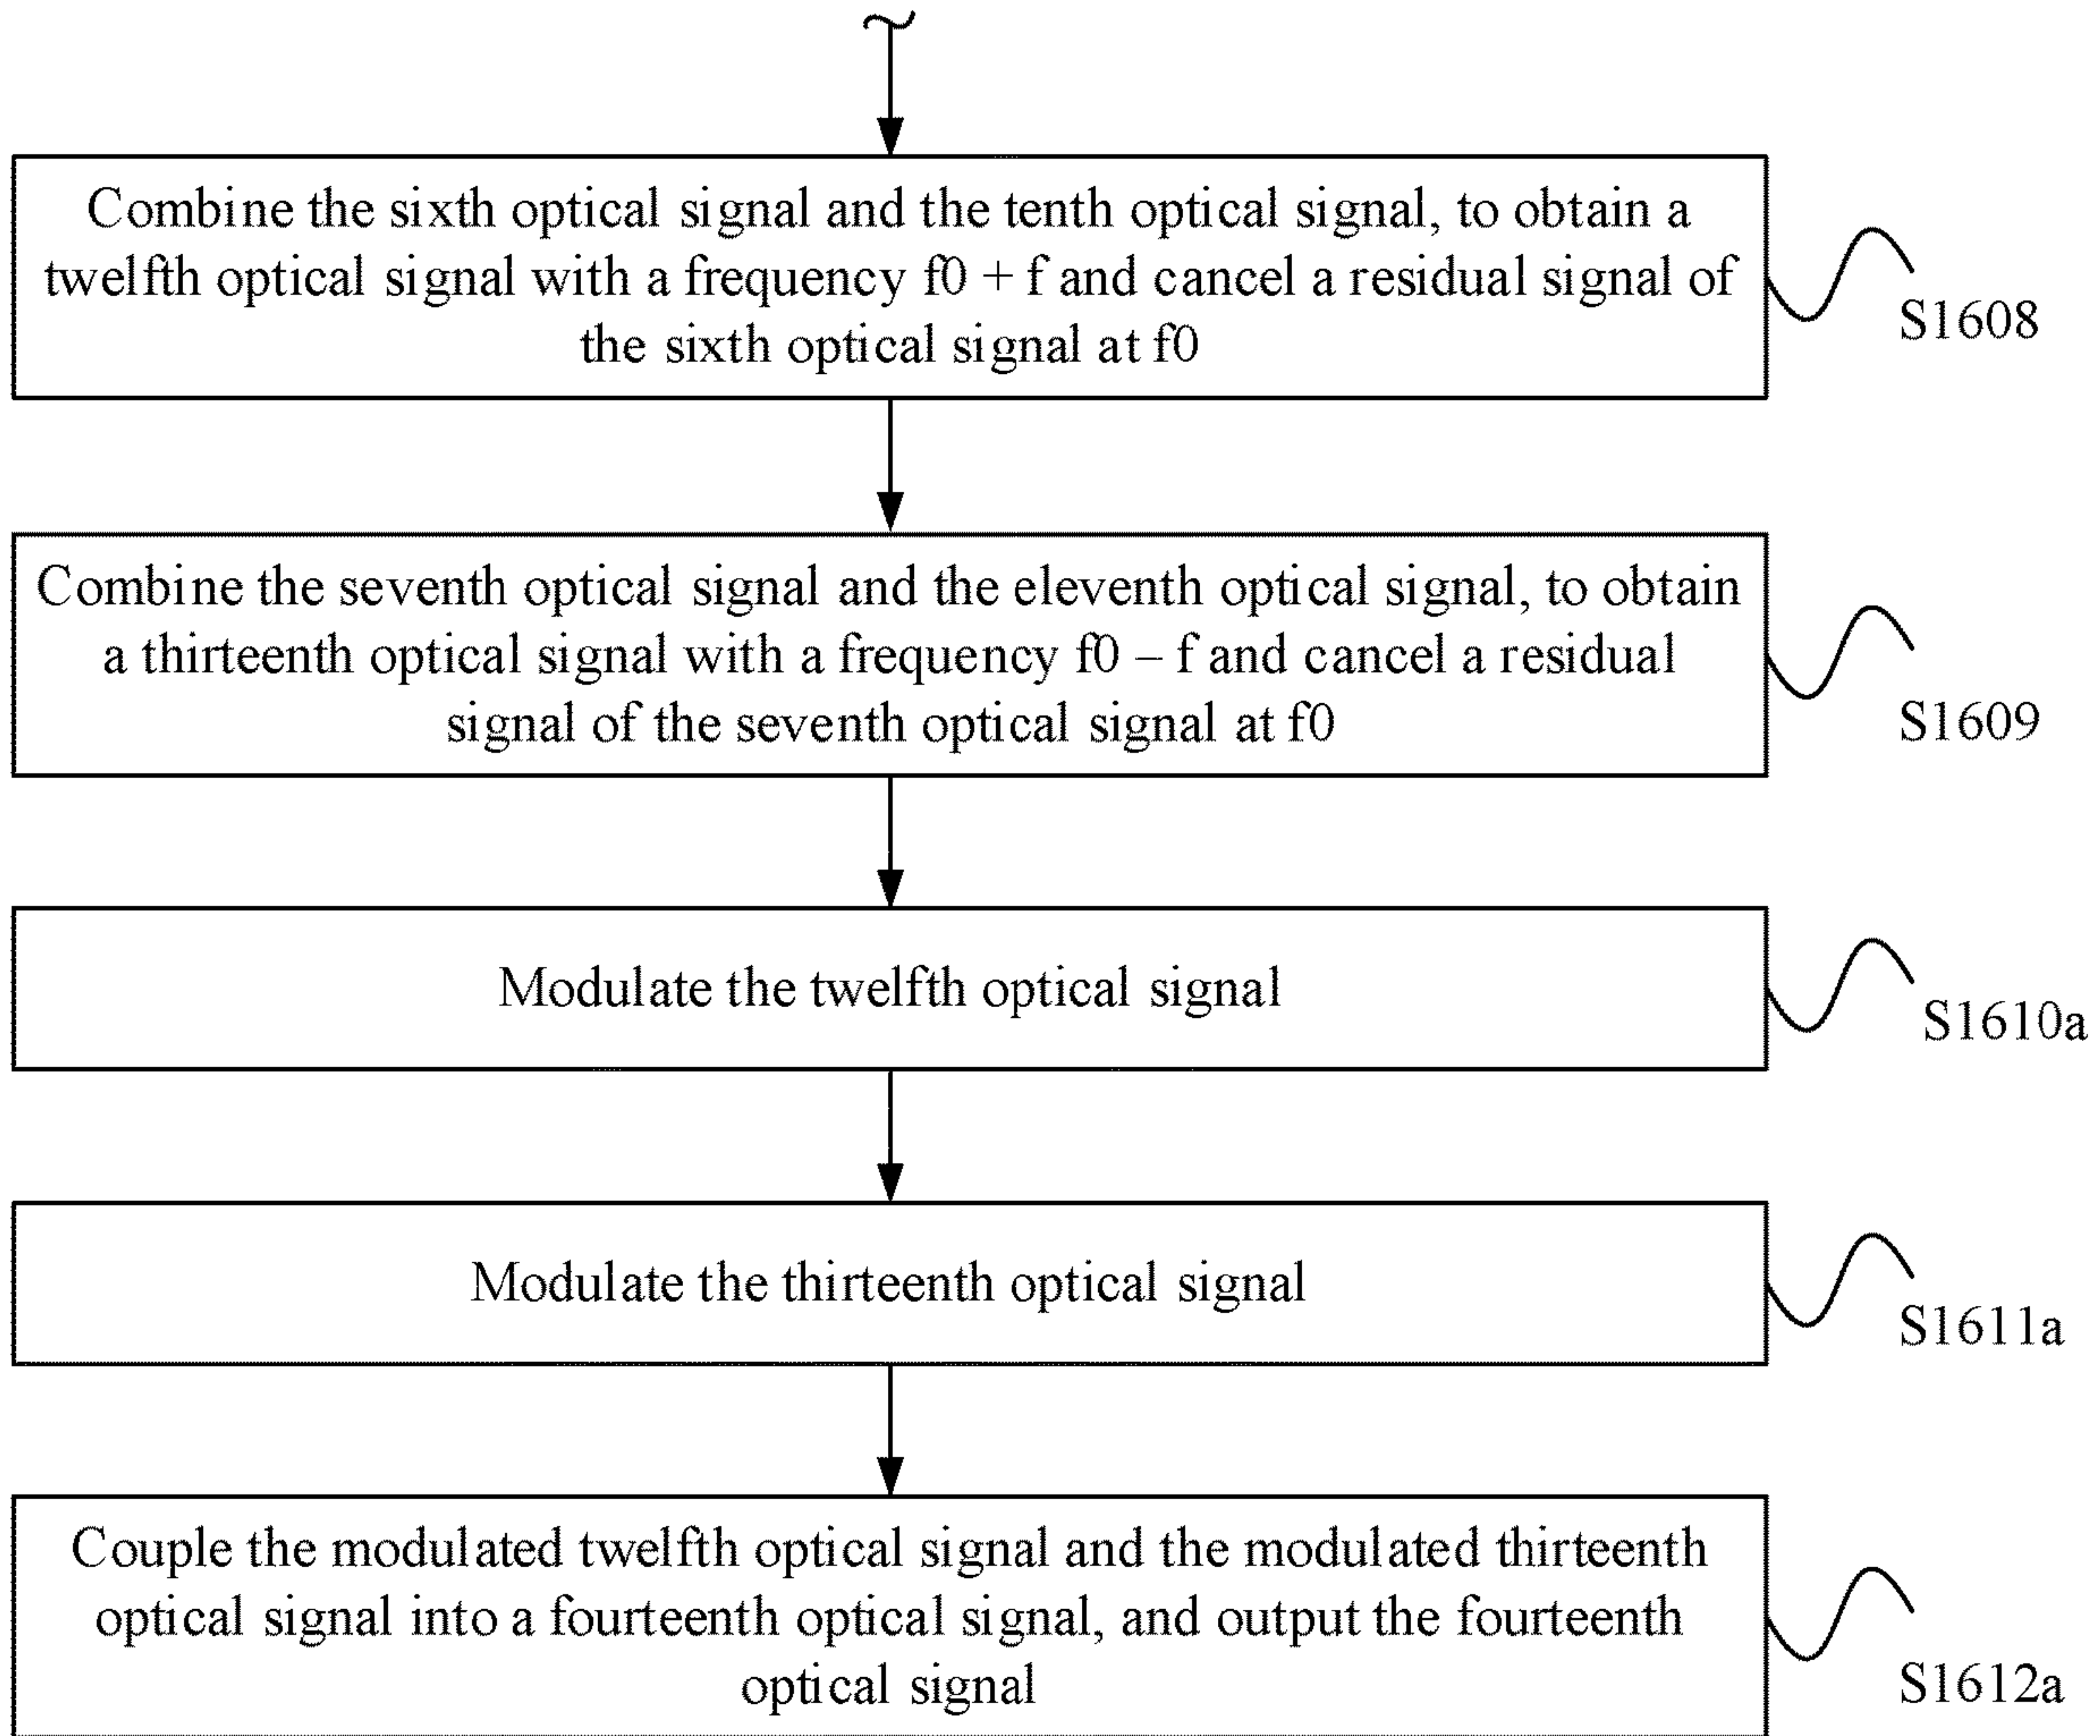 Combine the sixth optical signal and the tenth optical signal, to obtain a
twelfth optical signal with a frequency f0 + f and cancel a residual signal of
the sixth optical signal at f0
S1608
Combine the seventh optical signal and the eleventh optical signal, to obtain
a thirteenth optical signal with a frequency f0 – f and cancel a residual
signal of the seventh optical signal at f0
S1609
Modulate the twelfth optical signal
S1610a
Modulate the thirteenth optical signal
S1611a
Couple the modulated twelfth optical signal and the modulated thirteenth
optical signal into a fourteenth optical signal, and output the fourteenth
optical signal
S1612a